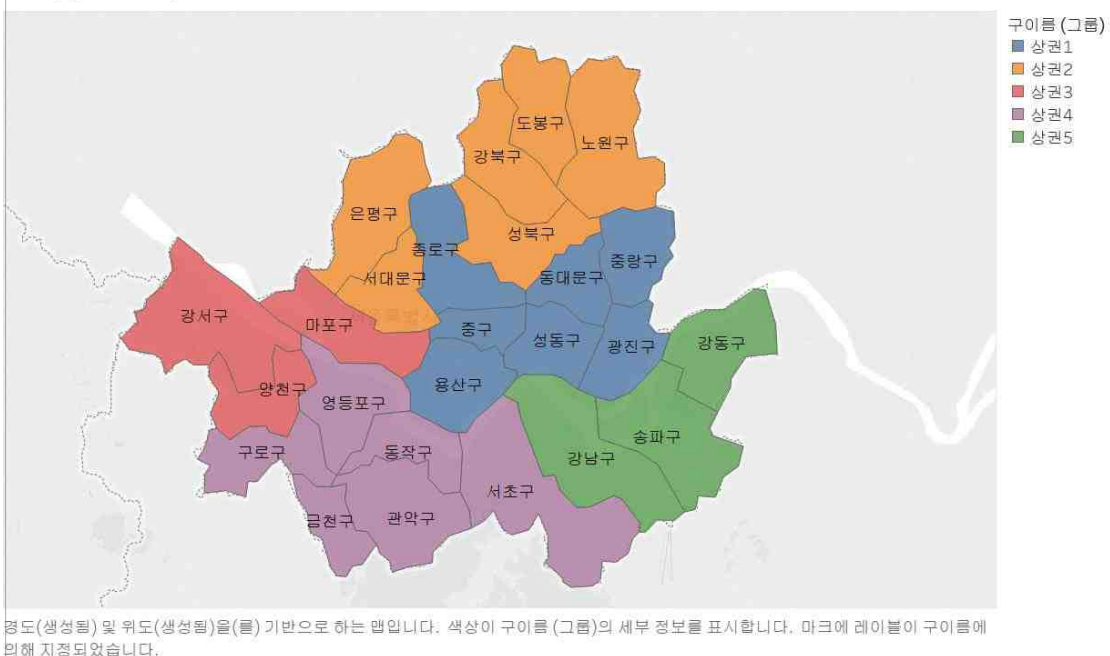 구이름 (그룹)
상권1
상권2
상권3
상권4
상권5
도봉구
노원구
강북구
은평구
성북구
종로구
중랑구
서대문구
동대문구
강서구
마포구
중구
성동구
광진구
강동구
양천구
용산구
영등포구
송파구
구로구
동작구
강남구
서초구
금천구
관악구
경도(생성됨) 및 위도(생성됨)을(를) 기반으로 하는 맵입니다. 색상이 구이름 (그룹)의 세부 정보를 표시합니다. 마크에 레이블이 구이름에
의해 지정되었습니다.